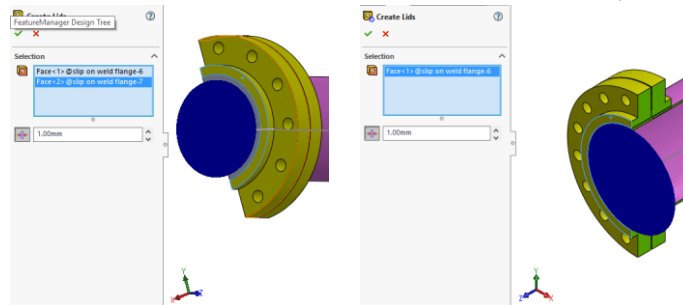 Create Lids
FeatureManager Design Tree
Selection
Face<1>@slip on weld flange-6
Face<2>@slip on weld flange-7
1.00mm
Y
X
Z
Create Lids
Selection
Face<1>@slip on weld flange-6
1.00mm
Y
Z
X